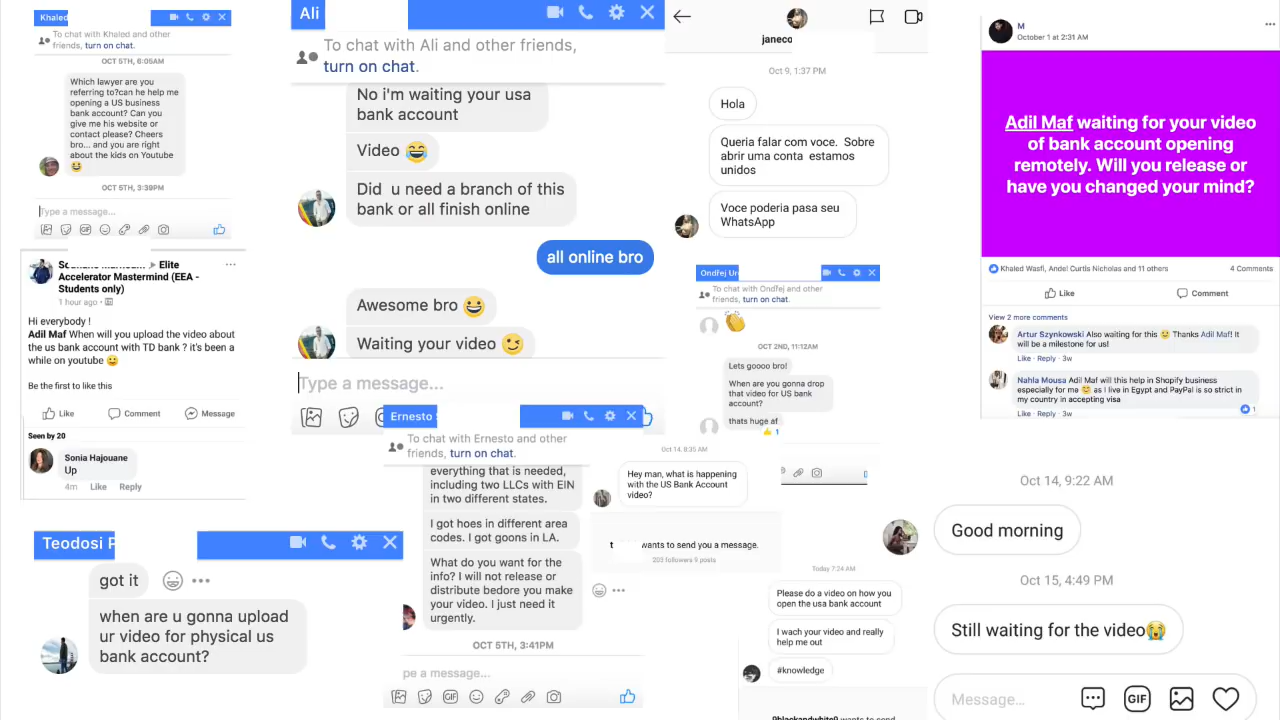 Khaled
To chat with Khaled and other
friends, turn on chat.
OCT 5TH, 6:05AM
Which lawyer are you
referring to?can he help me
opening a US business
bank account? Can you
give me his website or
contact please? Cheers
bro... and you are right
about the kids on Youtube
😆
OCT 5TH, 3:39PM
Type a message...
Elite
Accelerator Mastermind (EEA -
Students only)
1 hour ago
Hi everybody !
Adil Maf When will you upload the video about
the us bank account with TD bank ? it's been a
while on youtube 😀
Be the first to like this
Like Comment Message
Seen by 20
Sonia Hajouane
Up
4m Like Reply
Teodosi
got it
when are u gonna upload
ur video for physical us
bank account?
Ali
To chat with Ali and other friends,
turn on chat.
No i'm waiting your usa
bank account
Video 😂
Did u need a branch of this
bank or all finish online
all online bro
Awesome bro 😀
Waiting your video 😉
Type a message...
Ernesto
To chat with Ernesto and other
friends, turn on chat.
everything that is needed,
including two LLCs with EIN
in two different states.
I got hoes in different area
codes. I got goons in LA.
What do you want for the
info? I will not release or
distribute bedore you make
your video. I just need it
urgently.
OCT 5TH, 3:41PM
pe a message...
GIF
janeco
Oct 9, 1:37 PM
Hola
Queria falar com voce. Sobre
abrir uma conta estamos
unidos
Voce poderia pasa seu
WhatsApp
Ondřej
To chat with Ondřej and other
friends, turn on chat.
👏
OCT 2ND, 11:12AM
Lets goooo bro!
When are you gonna drop
that video for US bank
account?
thats huge af
👍 1
Oct 14, 8:35 AM
Hey man, what is happening
with the US Bank Account
video?
t wants to send you a message.
203 followers 9 posts
Today 7:24 AM
Please do a video on how you
open the usa bank account
I wach your video and really
help me out
#knowledge
9blackandwhite9 wants to send
M
October 1 at 2:31 AM
Adil Maf waiting for your video
of bank account opening
remotely. Will you release or
have you changed your mind?
Khaled Wasfi, Andel Curtis Nicholas and 11 others 4 Comments
Like Comment
View 2 more comments
Artur Szynkowski Also waiting for this 😀 Thanks Adil Maf! It
will be a milestone for us!
Like · Reply · 3w
Nahla Mousa Adil Maf will this help in Shopify business
especially for me 😅 as I live in Egypt and PayPal is so strict in
my country in accepting visa
Like · Reply · 3w
1
Oct 14, 9:22 AM
Good morning
Oct 15, 4:49 PM
Still waiting for the video😭
Message...
GIF